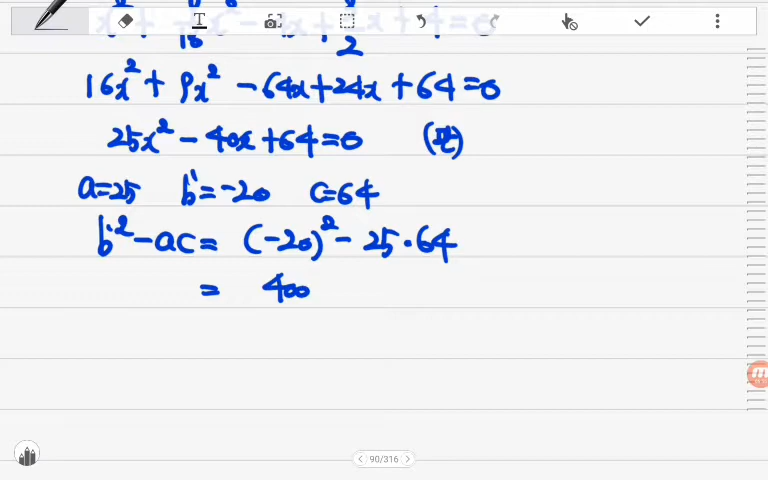 16x² + 9x² - 64x + 24x + 64 = 0
25x² - 40x + 64 = 0
a=25 b'=-20 c=64
b'² - ac = (-20)² - 25·64
= 400
90/316